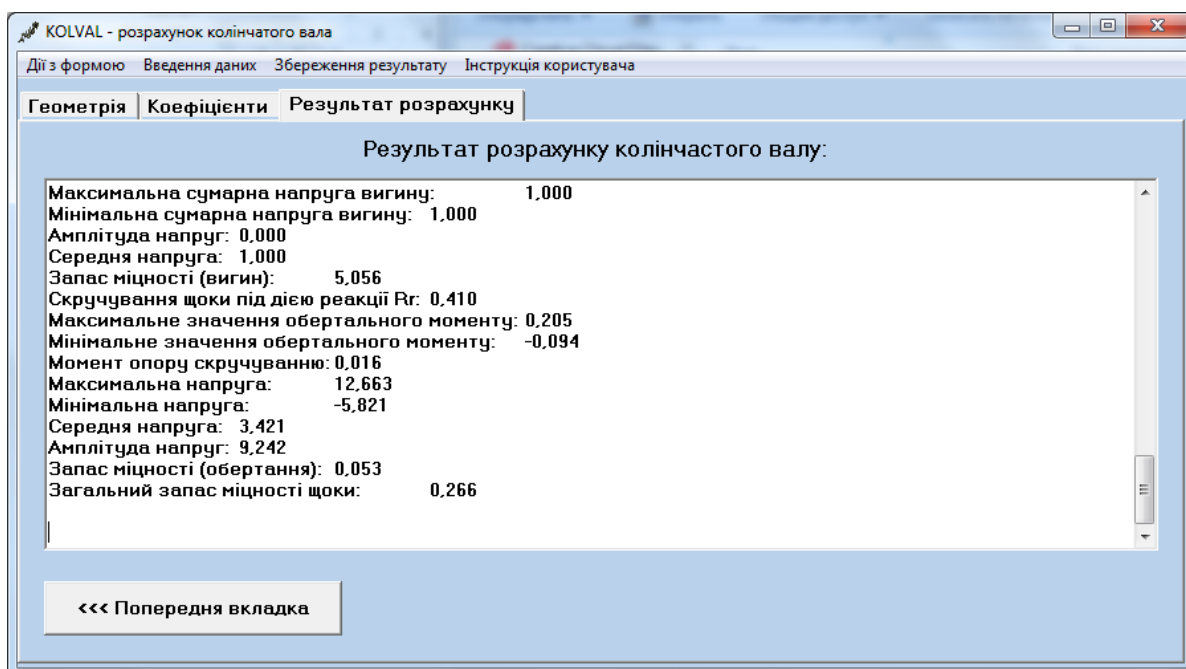 KOLVAL - розрахунок колінчатого вала
Дії з формою Введення даних Збереження результату Інструкція користувача
Геометрія Коефіцієнти Результат розрахунку
Результат розрахунку колінчастого валу:
Максимальна сумарна напруга вигину: 1,000
Мінімальна сумарна напруга вигину: 1,000
Амплітуда напруг: 0,000
Середня напруга: 1,000
Запас міцності (вигин): 5,056
Скручування щоки під дією реакції Rr: 0,410
Максимальне значення обертального моменту: 0,205
Мінімальне значення обертального моменту: -0,094
Момент опору скручуванню: 0,016
Максимальна напруга: 12,663
Мінімальна напруга: -5,821
Середня напруга: 3,421
Амплітуда напруг: 9,242
Запас міцності (обертання): 0,053
Загальний запас міцності щоки: 0,266
<<< Попередня вкладка